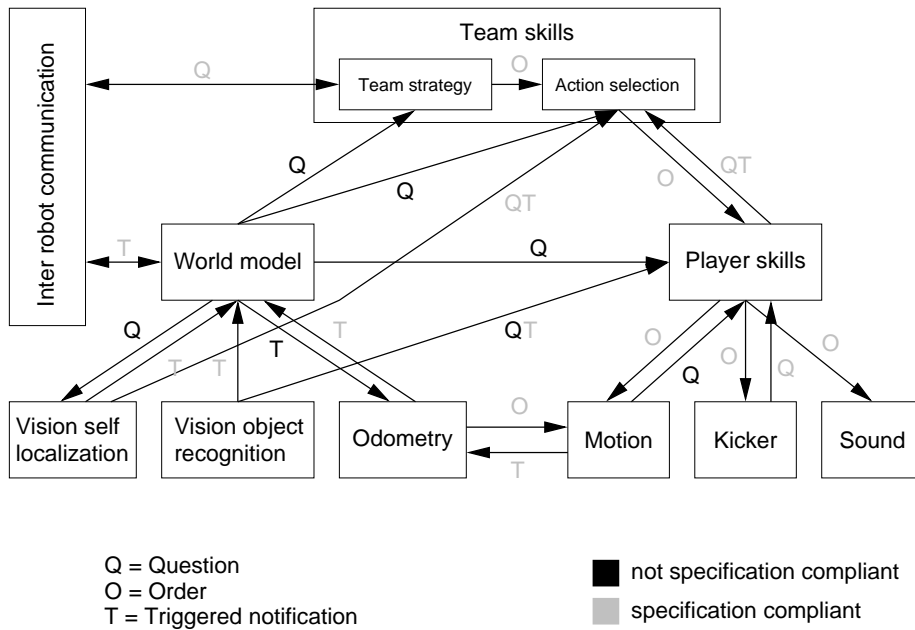 Team skills
Inter robot communication
Q
Team strategy
O
Action selection
Q
Q
QT
O
QT
T
World model
Q
Player skills
Q
T
T
T
T
QT
O
Q
O
Q
O
Vision self
localization
Vision object
recognition
Odometry
O
T
Motion
Kicker
Sound
Q = Question
O = Order
T = Triggered notification
not specification compliant
specification compliant